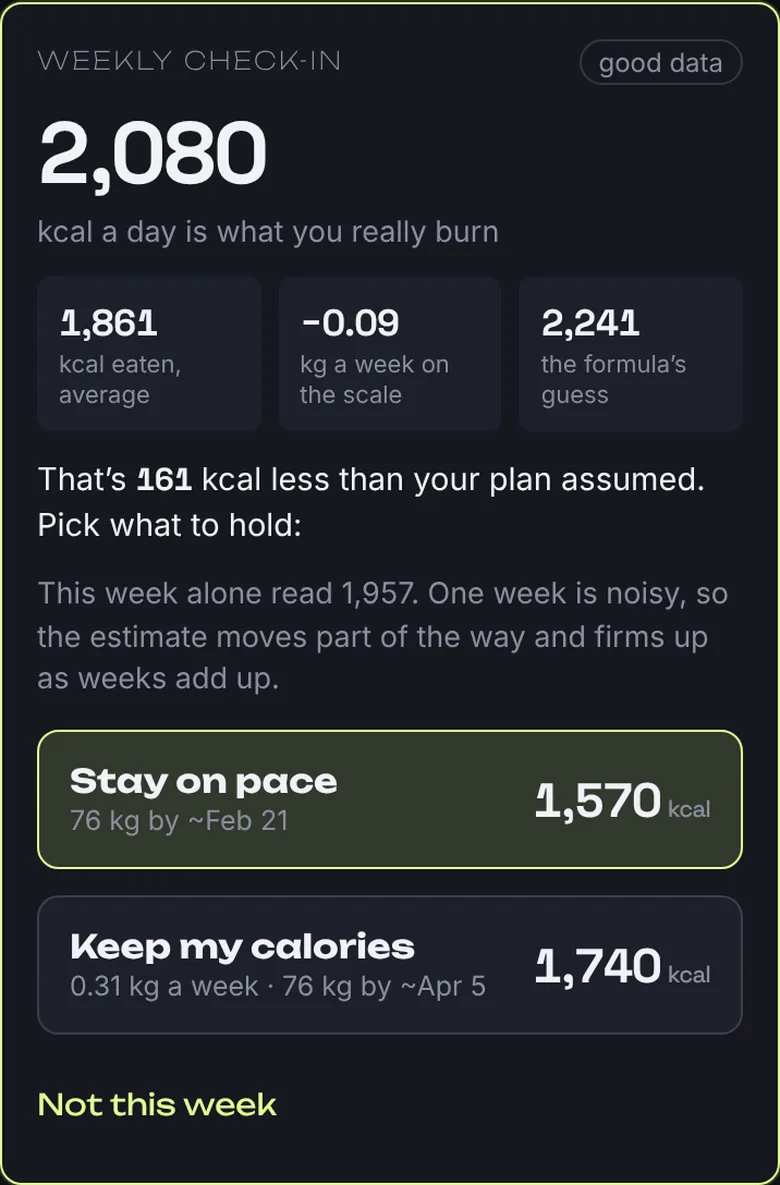 WEEKLY CHECK-IN
good data
2,080
kcal a day is what you really burn
1,861
kcal eaten,
average
-0.09
kg a week on
the scale
2,241
the formula’s
guess
That’s 161 kcal less than your plan assumed.
Pick what to hold:
This week alone read 1,957. One week is noisy, so
the estimate moves part of the way and firms up
as weeks add up.
Stay on pace
76 kg by ~Feb 21
1,570 kcal
Keep my calories
0.31 kg a week · 76 kg by ~Apr 5
1,740 kcal
Not this week